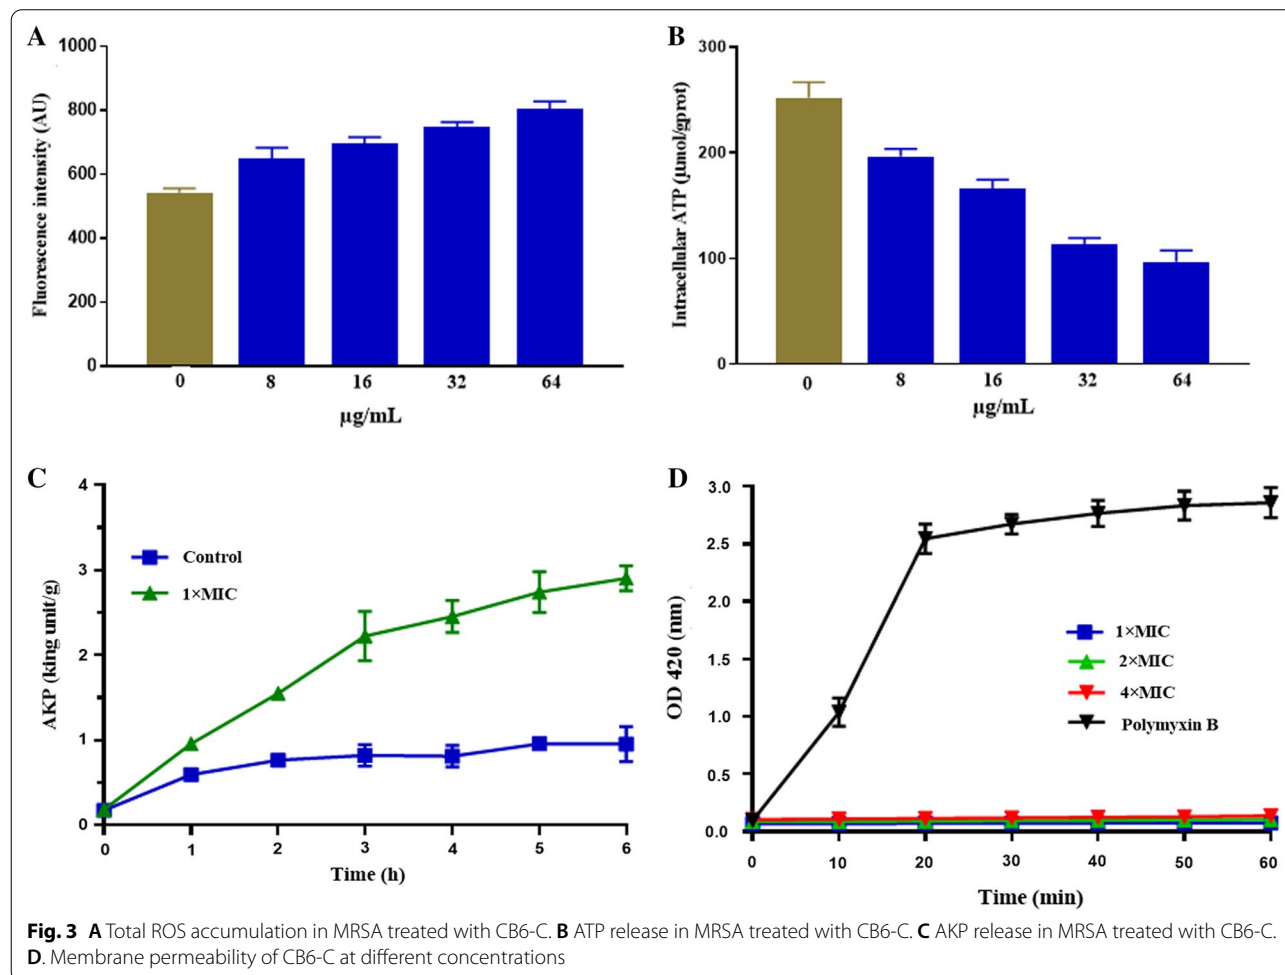 A
1000
800
600
400
200
0
Fluorescence intensity (AU)
0 8 16 32 64
µg/mL
B
300
200
100
0
Intracellular ATP (µmol/gprot)
0 8 16 32 64
µg/mL
C
4
3
2
1
0
AKP (king unit/g)
Control
1×MIC
0 1 2 3 4 5 6
Time (h)
D
3.0
2.5
2.0
1.5
1.0
0.5
0.0
OD 420 (nm)
1×MIC
2×MIC
4×MIC
Polymyxin B
0 10 20 30 40 50 60
Time (min)
Fig. 3 A Total ROS accumulation in MRSA treated with CB6-C. B ATP release in MRSA treated with CB6-C. C AKP release in MRSA treated with CB6-C.
D. Membrane permeability of CB6-C at different concentrations